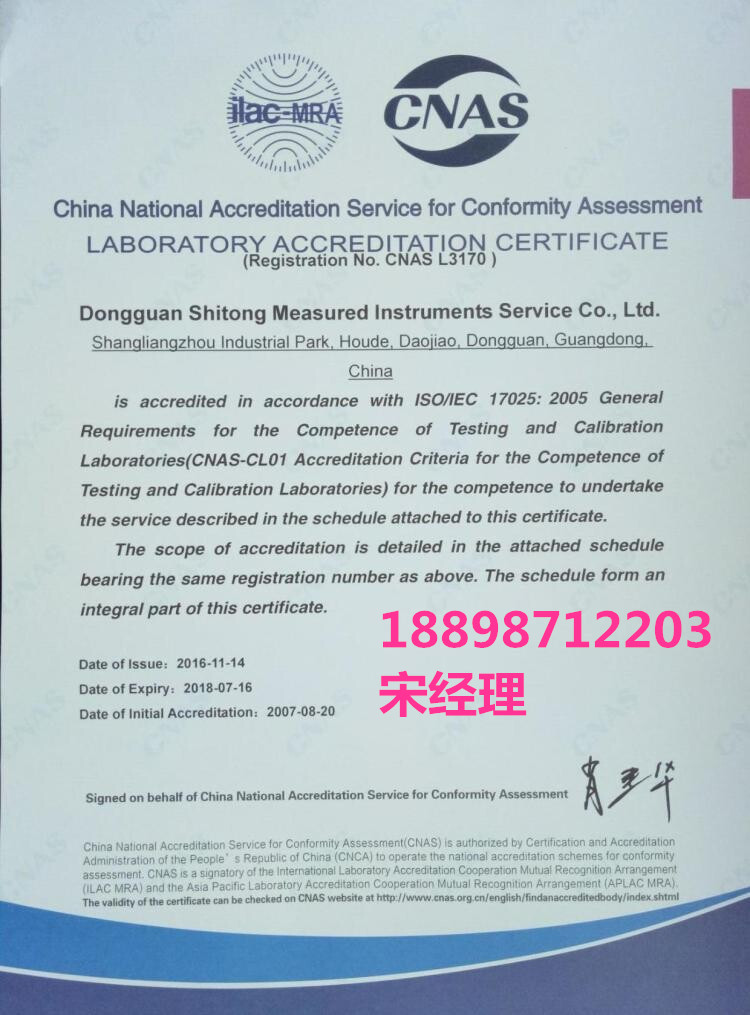 ilac-MRA
CNAS
China National Accreditation Service for Conformity Assessment
LABORATORY ACCREDITATION CERTIFICATE
(Registration No. CNAS L3170 )
Dongguan Shitong Measured Instruments Service Co., Ltd.
Shangliangzhou Industrial Park, Houde, Daojiao, Dongguan, Guangdong,
China
is accredited in accordance with ISO/IEC 17025: 2005 General
Requirements for the Competence of Testing and Calibration
Laboratories(CNAS-CL01 Accreditation Criteria for the Competence of
Testing and Calibration Laboratories) for the competence to undertake
the service described in the schedule attached to this certificate.
The scope of accreditation is detailed in the attached schedule
bearing the same registration number as above. The schedule form an
integral part of this certificate.
18898712203
宋经理
Date of Issue: 2016-11-14
Date of Expiry: 2018-07-16
Date of Initial Accreditation: 2007-08-20
Signed on behalf of China National Accreditation Service for Conformity Assessment
China National Accreditation Service for Conformity Assessment(CNAS) is authorized by Certification and Accreditation
Administration of the People's Republic of China (CNCA) to operate the national accreditation schemes for conformity
assessment. CNAS is a signatory of the International Laboratory Accreditation Cooperation Mutual Recognition Arrangement
(ILAC MRA) and the Asia Pacific Laboratory Accreditation Cooperation Mutual Recognition Arrangement (APLAC MRA).
The validity of the certificate can be checked on CNAS website at http://www.cnas.org.cn/english/findanaccreditedbody/index.shtml